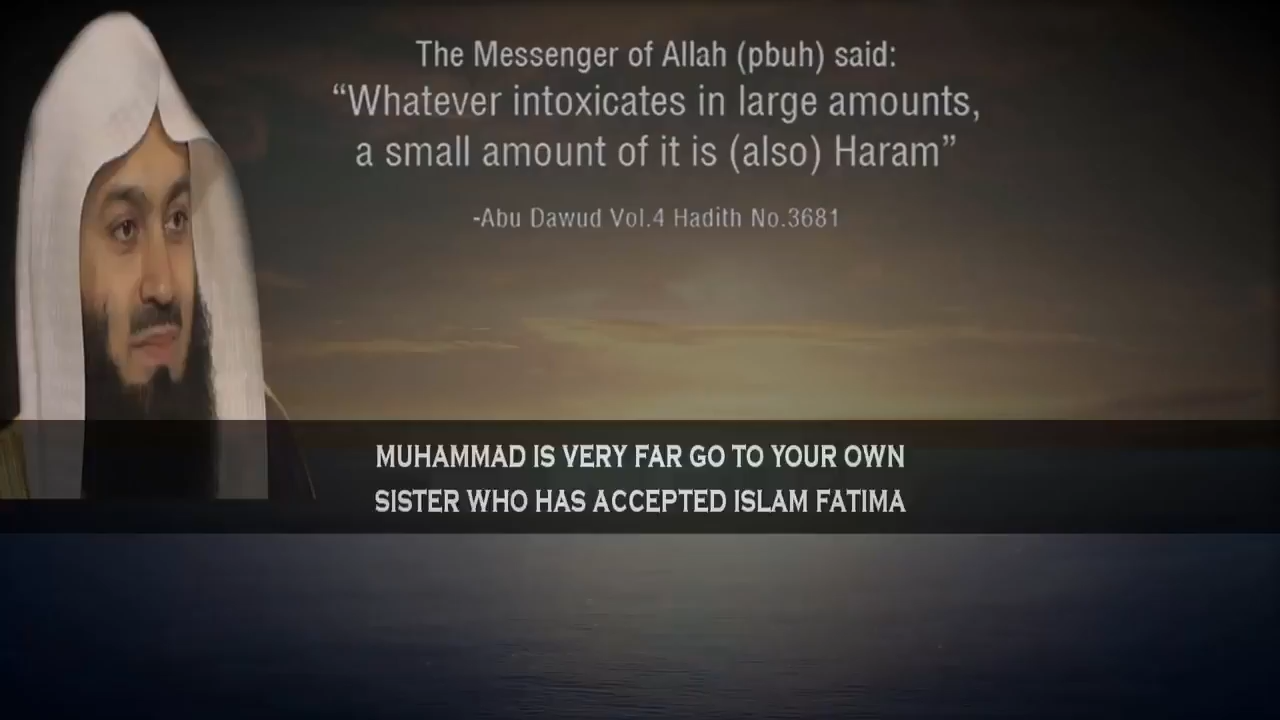 The Messenger of Allah (pbuh) said:
“Whatever intoxicates in large amounts,
a small amount of it is (also) Haram”
-Abu Dawud Vol.4 Hadith No.3681
MUHAMMAD IS VERY FAR GO TO YOUR OWN
SISTER WHO HAS ACCEPTED ISLAM FATIMA